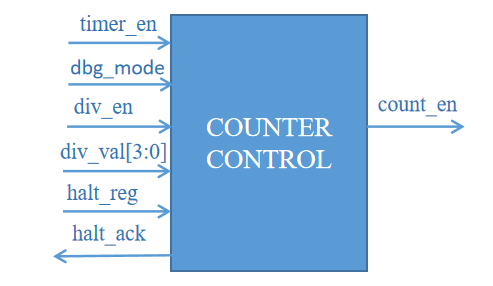 timer_en
dbg_mode
div_en
div_val[3:0]
halt_reg
halt_ack
COUNTER
CONTROL
count_en